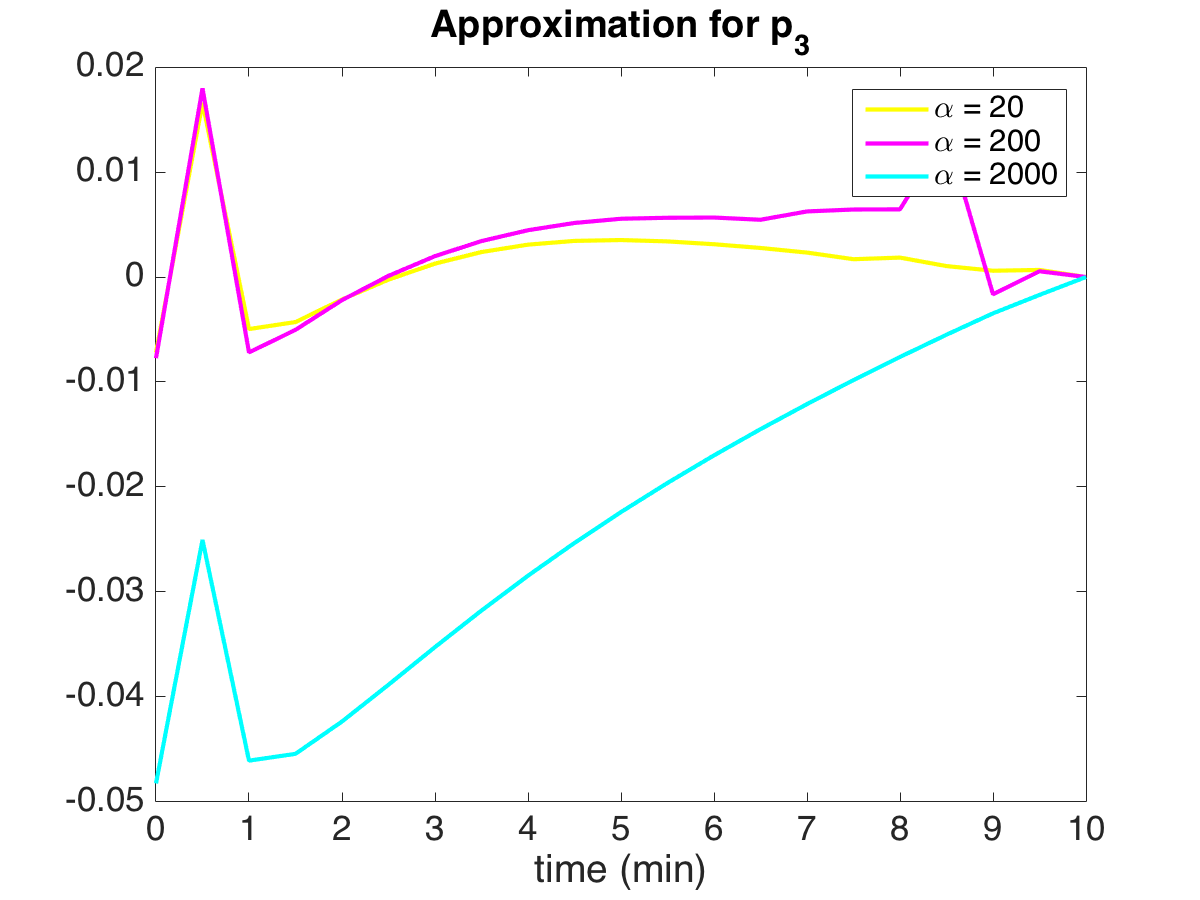 Approximation for p₃
0.02
0.01
0
-0.01
-0.02
-0.03
-0.04
-0.05
α = 20
α = 200
α = 2000
0 1 2 3 4 5 6 7 8 9 10
time (min)